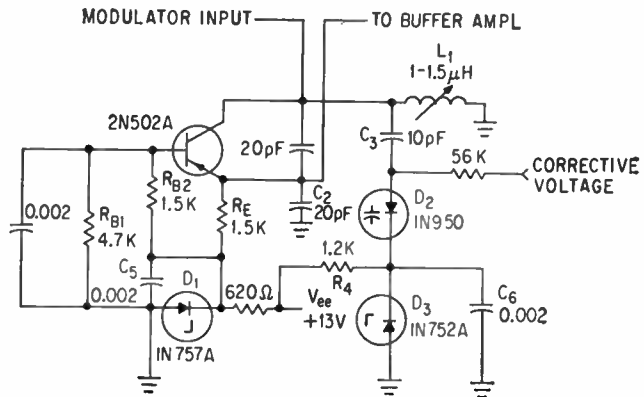 MODULATOR INPUT
TO BUFFER AMPL
L1
1-1.5μH
2N502A
20pF
C3
10pF
56K
CORRECTIVE
VOLTAGE
0.002
RB1
4.7K
RB2
1.5K
RE
1.5K
C2
20pF
D2
IN950
C5
0.002
D1
IN757A
620Ω
1.2K
R4
Vee
+13V
D3
IN752A
C6
0.002